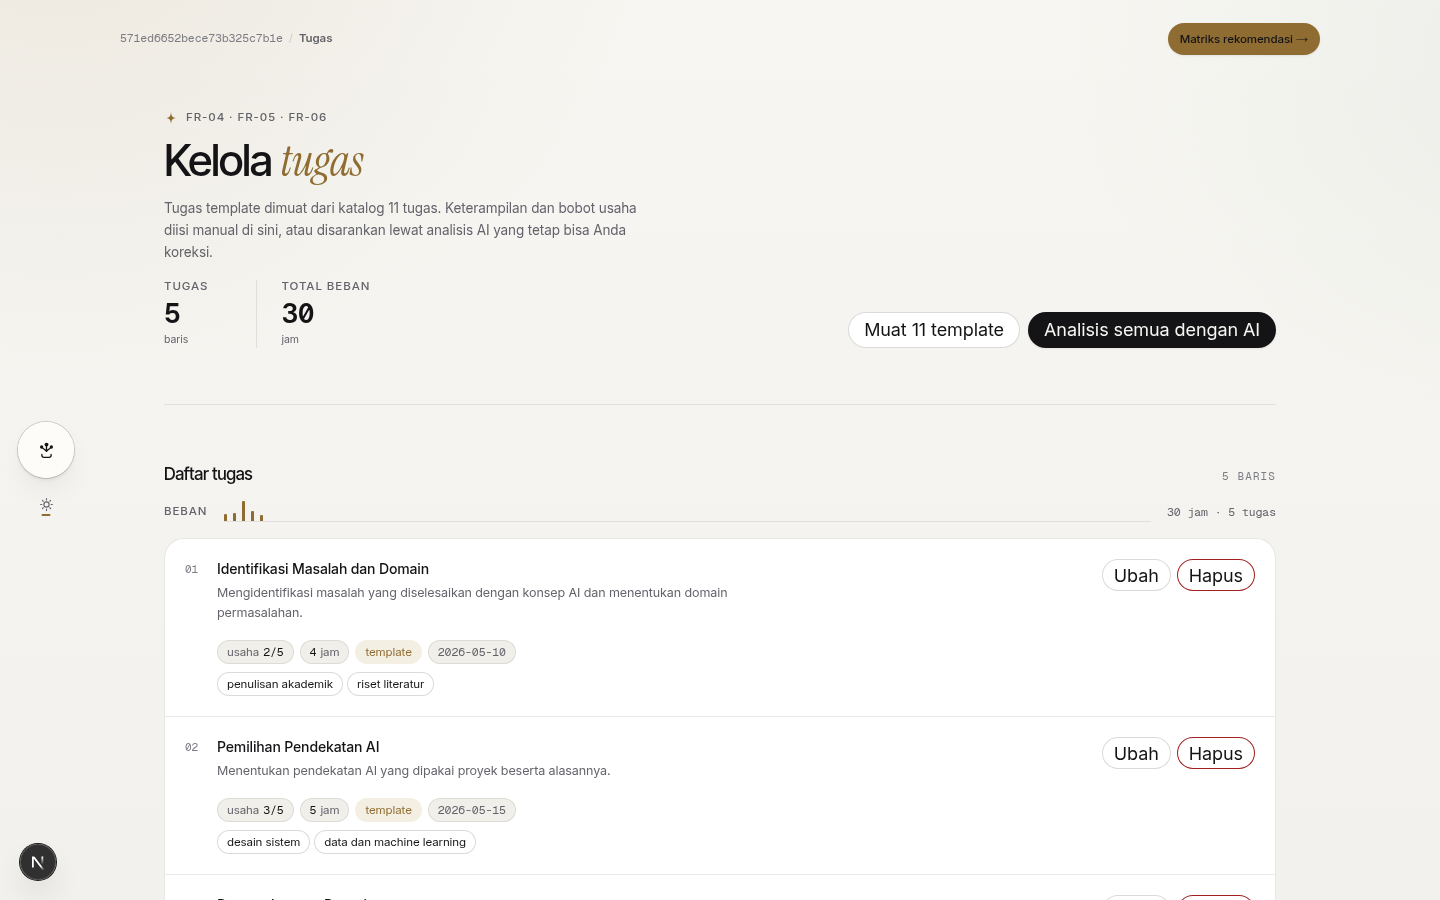 571ed6652bece73b325c7b1e / Tugas
Matriks rekomendasi →
FR-04 · FR-05 · FR-06
Kelola tugas
Tugas template dimuat dari katalog 11 tugas. Keterampilan dan bobot usaha
diisi manual di sini, atau disarankan lewat analisis AI yang tetap bisa Anda
koreksi.
TUGAS
5
baris
TOTAL BEBAN
30
jam
Muat 11 template
Analisis semua dengan AI
Daftar tugas
5 BARIS
BEBAN
30 jam · 5 tugas
01
Identifikasi Masalah dan Domain
Mengidentifikasi masalah yang diselesaikan dengan konsep AI dan menentukan domain
permasalahan.
usaha 2/5
4 jam
template
2026-05-10
penulisan akademik
riset literatur
Ubah
Hapus
02
Pemilihan Pendekatan AI
Menentukan pendekatan AI yang dipakai proyek beserta alasannya.
usaha 3/5
5 jam
template
2026-05-15
desain sistem
data dan machine learning
Ubah
Hapus
N